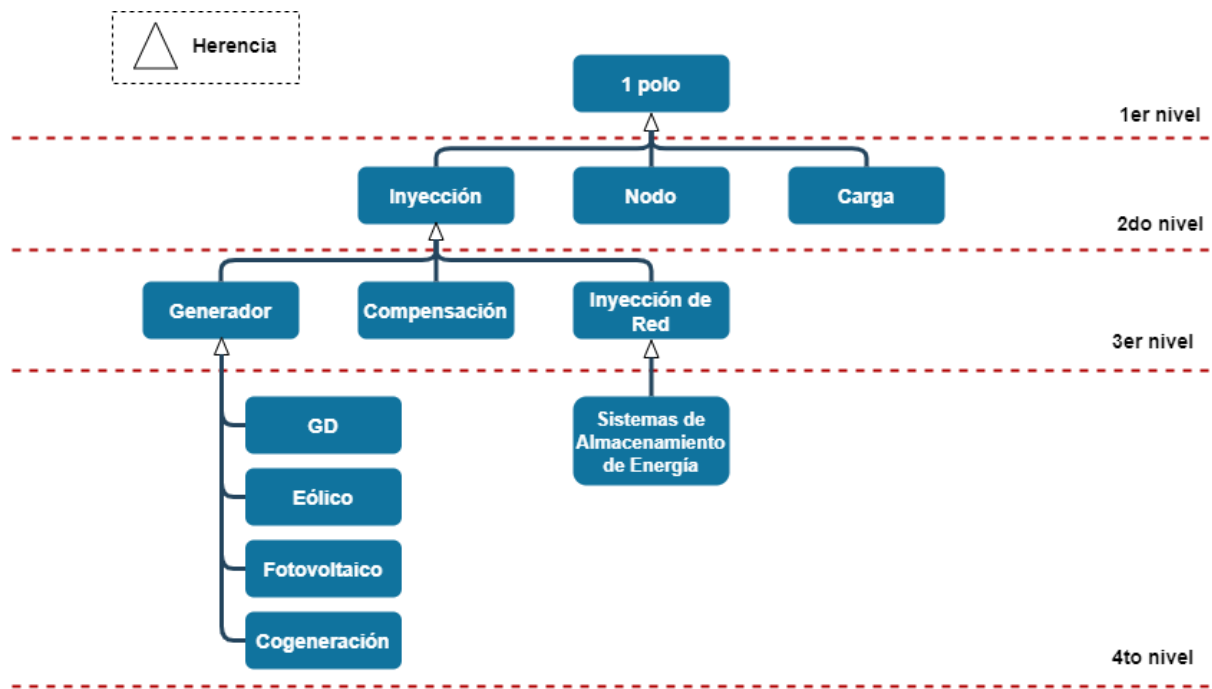 Herencia
1 polo
1er nivel
Inyección
Nodo
Carga
2do nivel
Generador
Compensación
Inyección de
Red
3er nivel
GD
Sistemas de
Almacenamiento
de Energía
Eólico
Fotovoltaico
Cogeneración
4to nivel